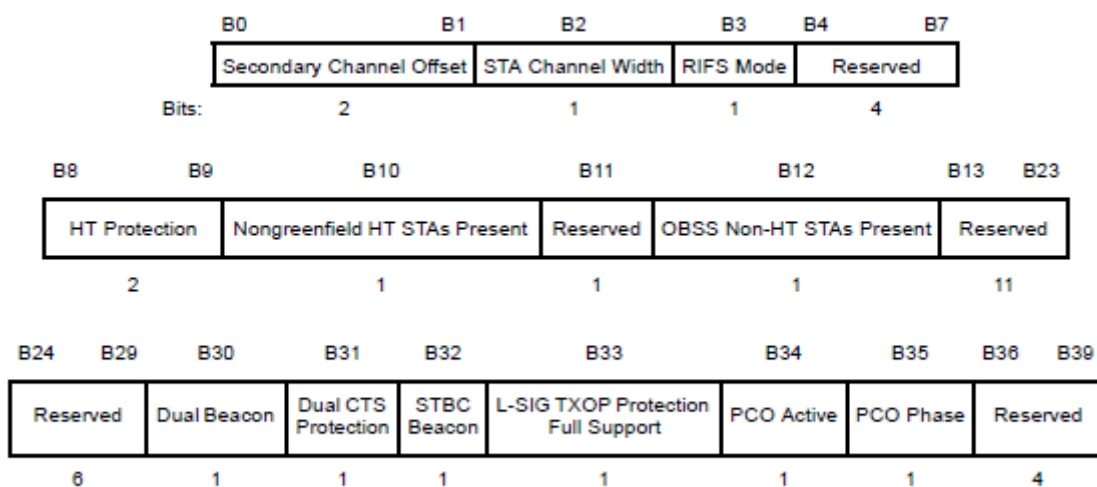 B0 B1 B2 B3 B4 B7
Secondary Channel Offset STA Channel Width RIFS Mode Reserved
Bits: 2 1 1 4
B8 B9 B10 B11 B12 B13 B23
HT Protection Nongreenfield HT STAs Present Reserved OBSS Non-HT STAs Present Reserved
2 1 1 1 11
B24 B29 B30 B31 B32 B33 B34 B35 B36 B39
Reserved Dual Beacon Dual CTS Protection STBC Beacon L-SIG TXOP Protection Full Support PCO Active PCO Phase Reserved
6 1 1 1 1 1 1 4